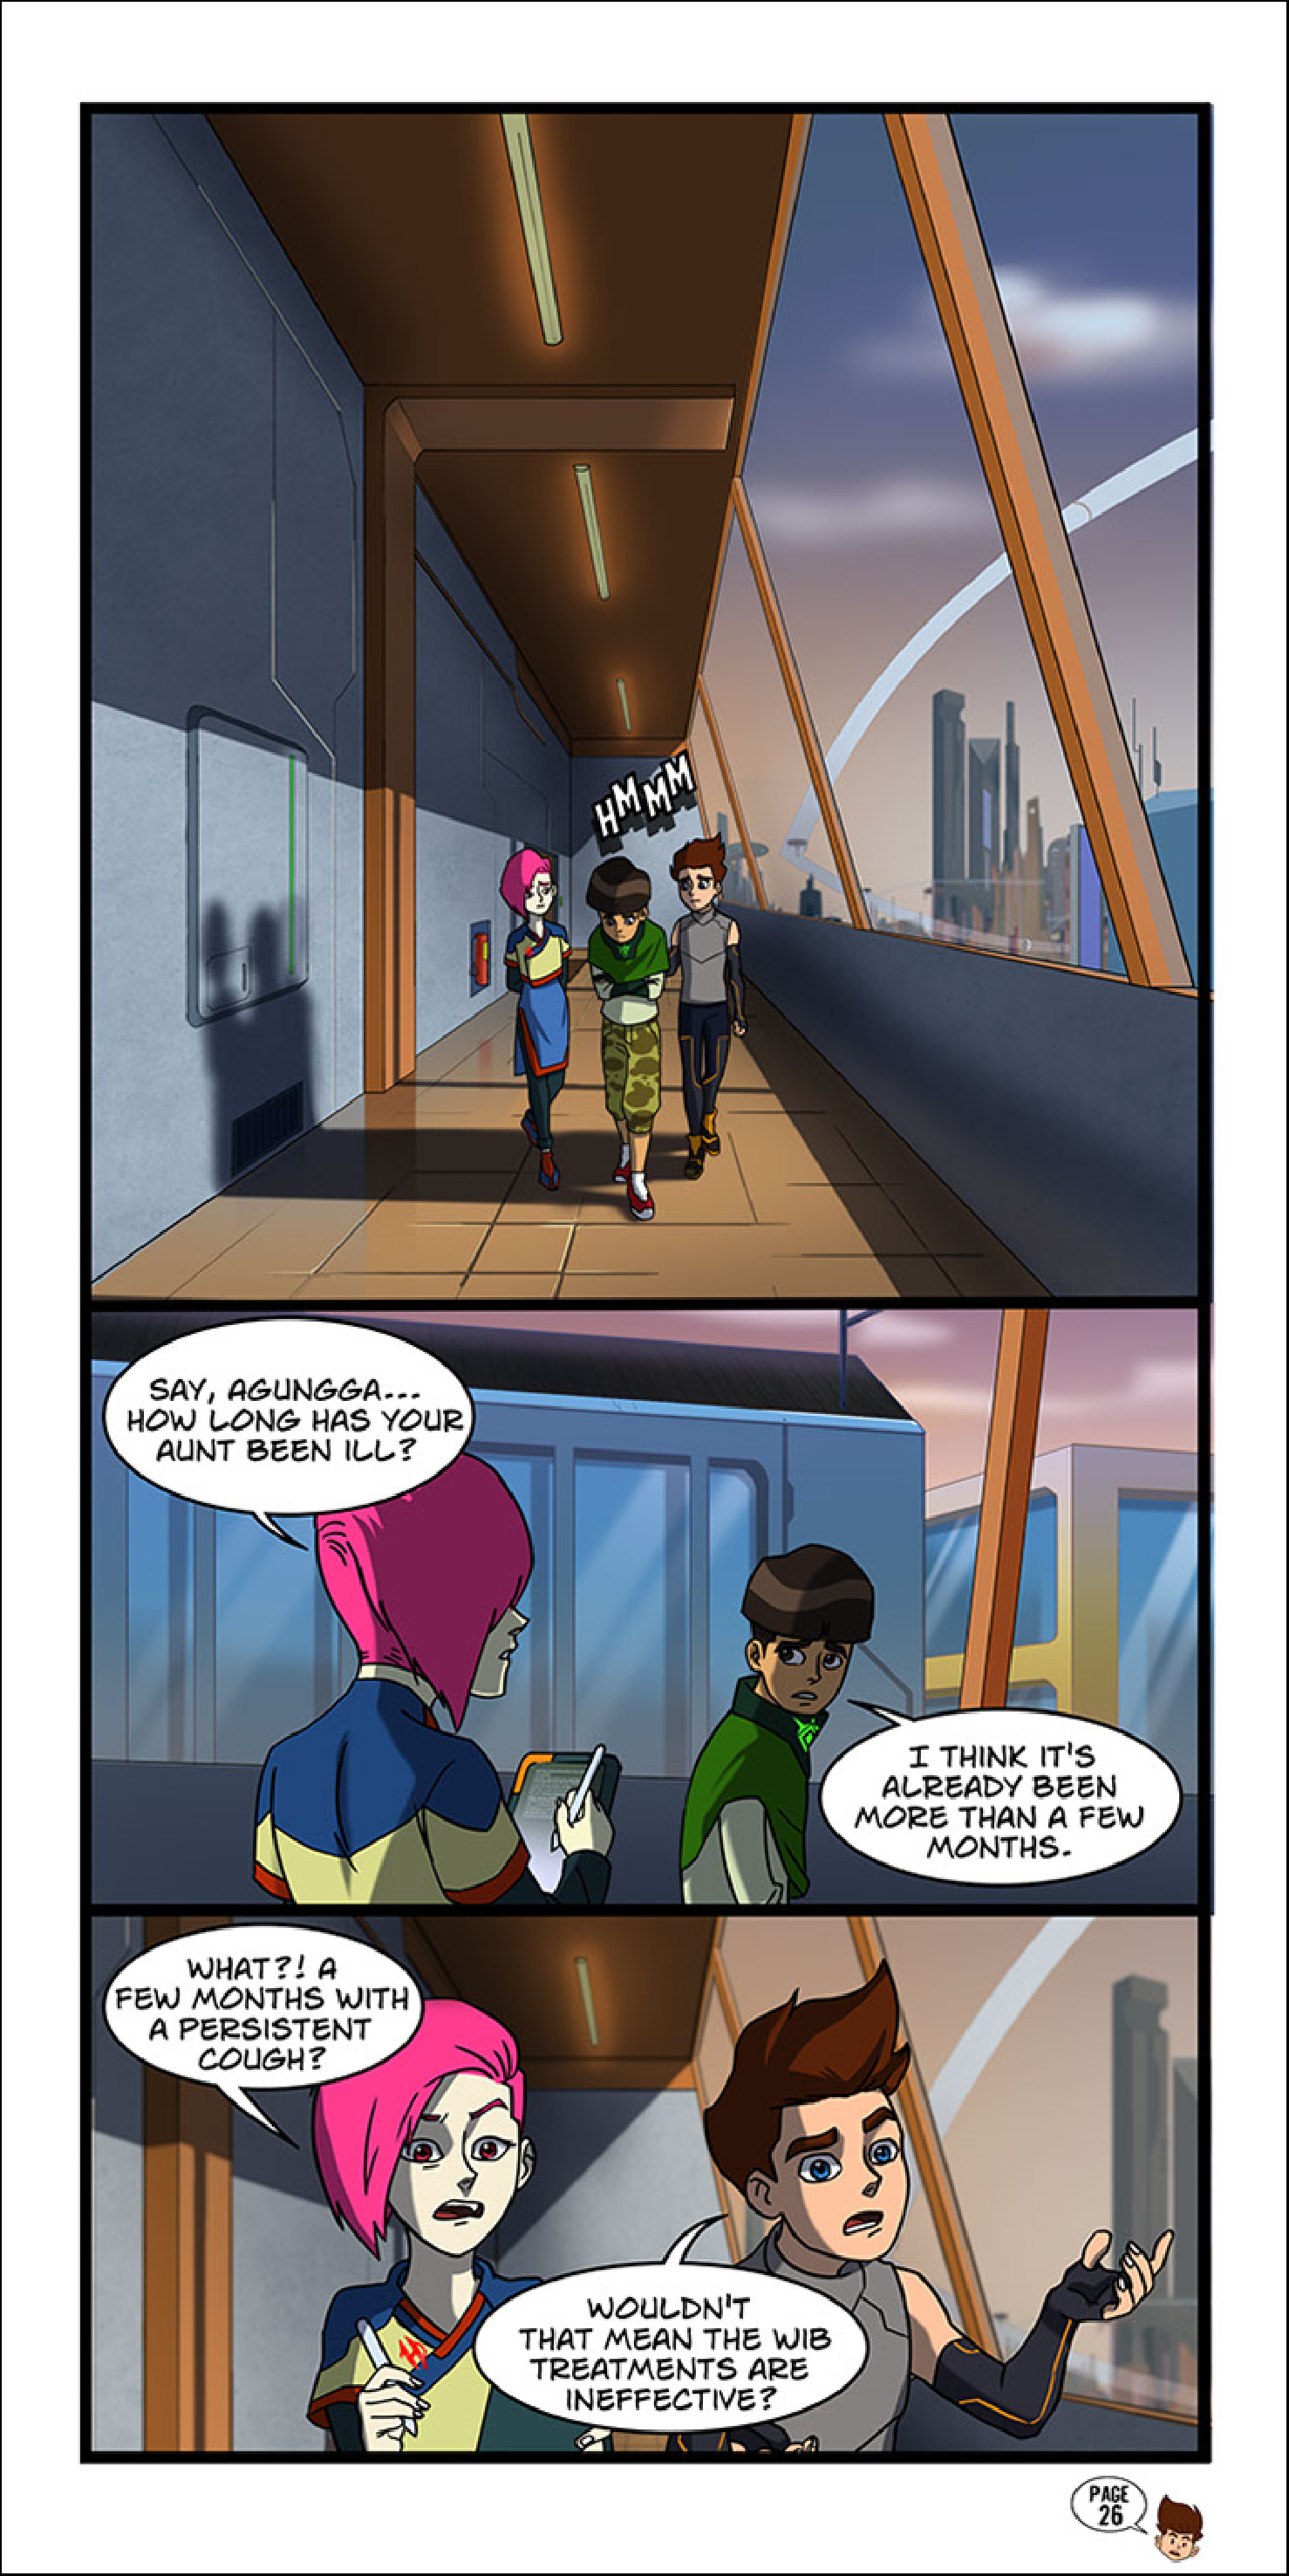 HMMM
SAY, AGUNGGA...
HOW LONG HAS YOUR
AUNT BEEN ILL?
I THINK IT'S
ALREADY BEEN
MORE THAN A FEW
MONTHS.
WHAT?! A
FEW MONTHS WITH
A PERSISTENT
COUGH?
WOULDN'T
THAT MEAN THE WIB
TREATMENTS ARE
INEFFECTIVE?
PAGE
26